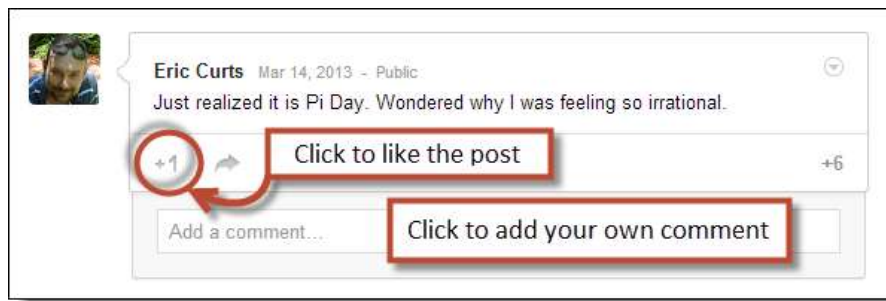 Eric Curts Mar 14, 2013 - Public
Just realized it is Pi Day. Wondered why I was feeling so irrational.
+1 Click to like the post +6
Add a comment... Click to add your own comment